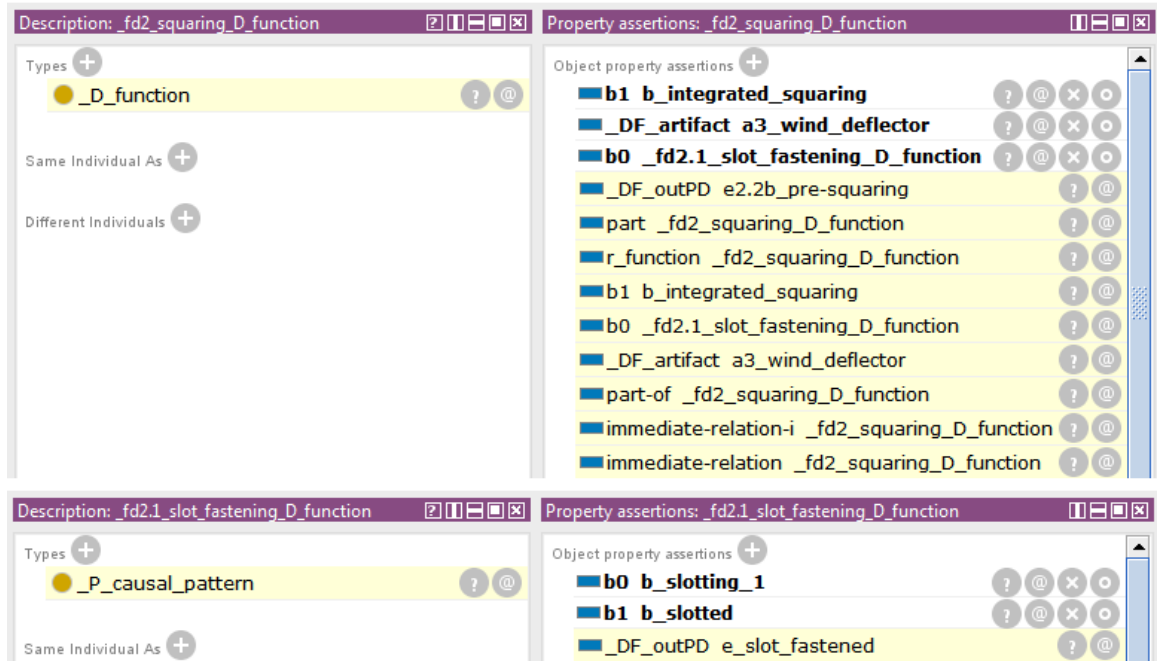 Description: _fd2_squaring_D_function
Types
_D_function
Same Individual As
Different Individuals
Property assertions: _fd2_squaring_D_function
Object property assertions
b1 b_integrated_squaring
_DF_artifact a3_wind_deflector
b0 _fd2.1_slot_fastening_D_function
_DF_outPD e2.2b_pre-squaring
part _fd2_squaring_D_function
r_function _fd2_squaring_D_function
b1 b_integrated_squaring
b0 _fd2.1_slot_fastening_D_function
_DF_artifact a3_wind_deflector
part-of _fd2_squaring_D_function
immediate-relation-i _fd2_squaring_D_function
immediate-relation _fd2_squaring_D_function
Description: _fd2.1_slot_fastening_D_function
Types
_P_causal_pattern
Same Individual As
Property assertions: _fd2.1_slot_fastening_D_function
Object property assertions
b0 b_slotting_1
b1 b_slotted
_DF_outPD e_slot_fastened